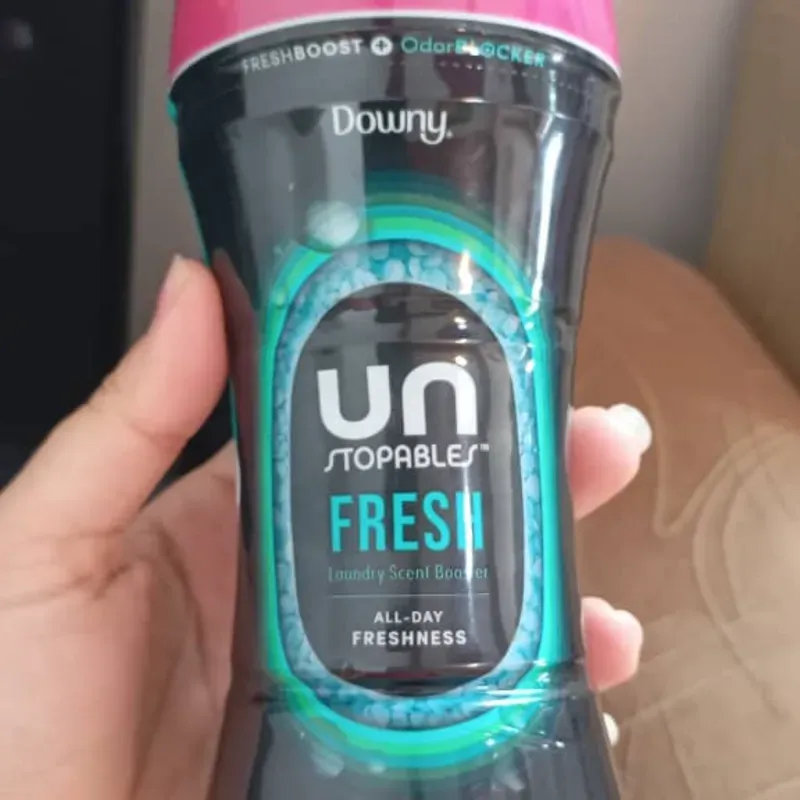 FRESHBOOST + OdorBLOCKER
Downy®
un
STOPABLES™
FRESH
Laundry Scent Booster
ALL-DAY
FRESHNESS